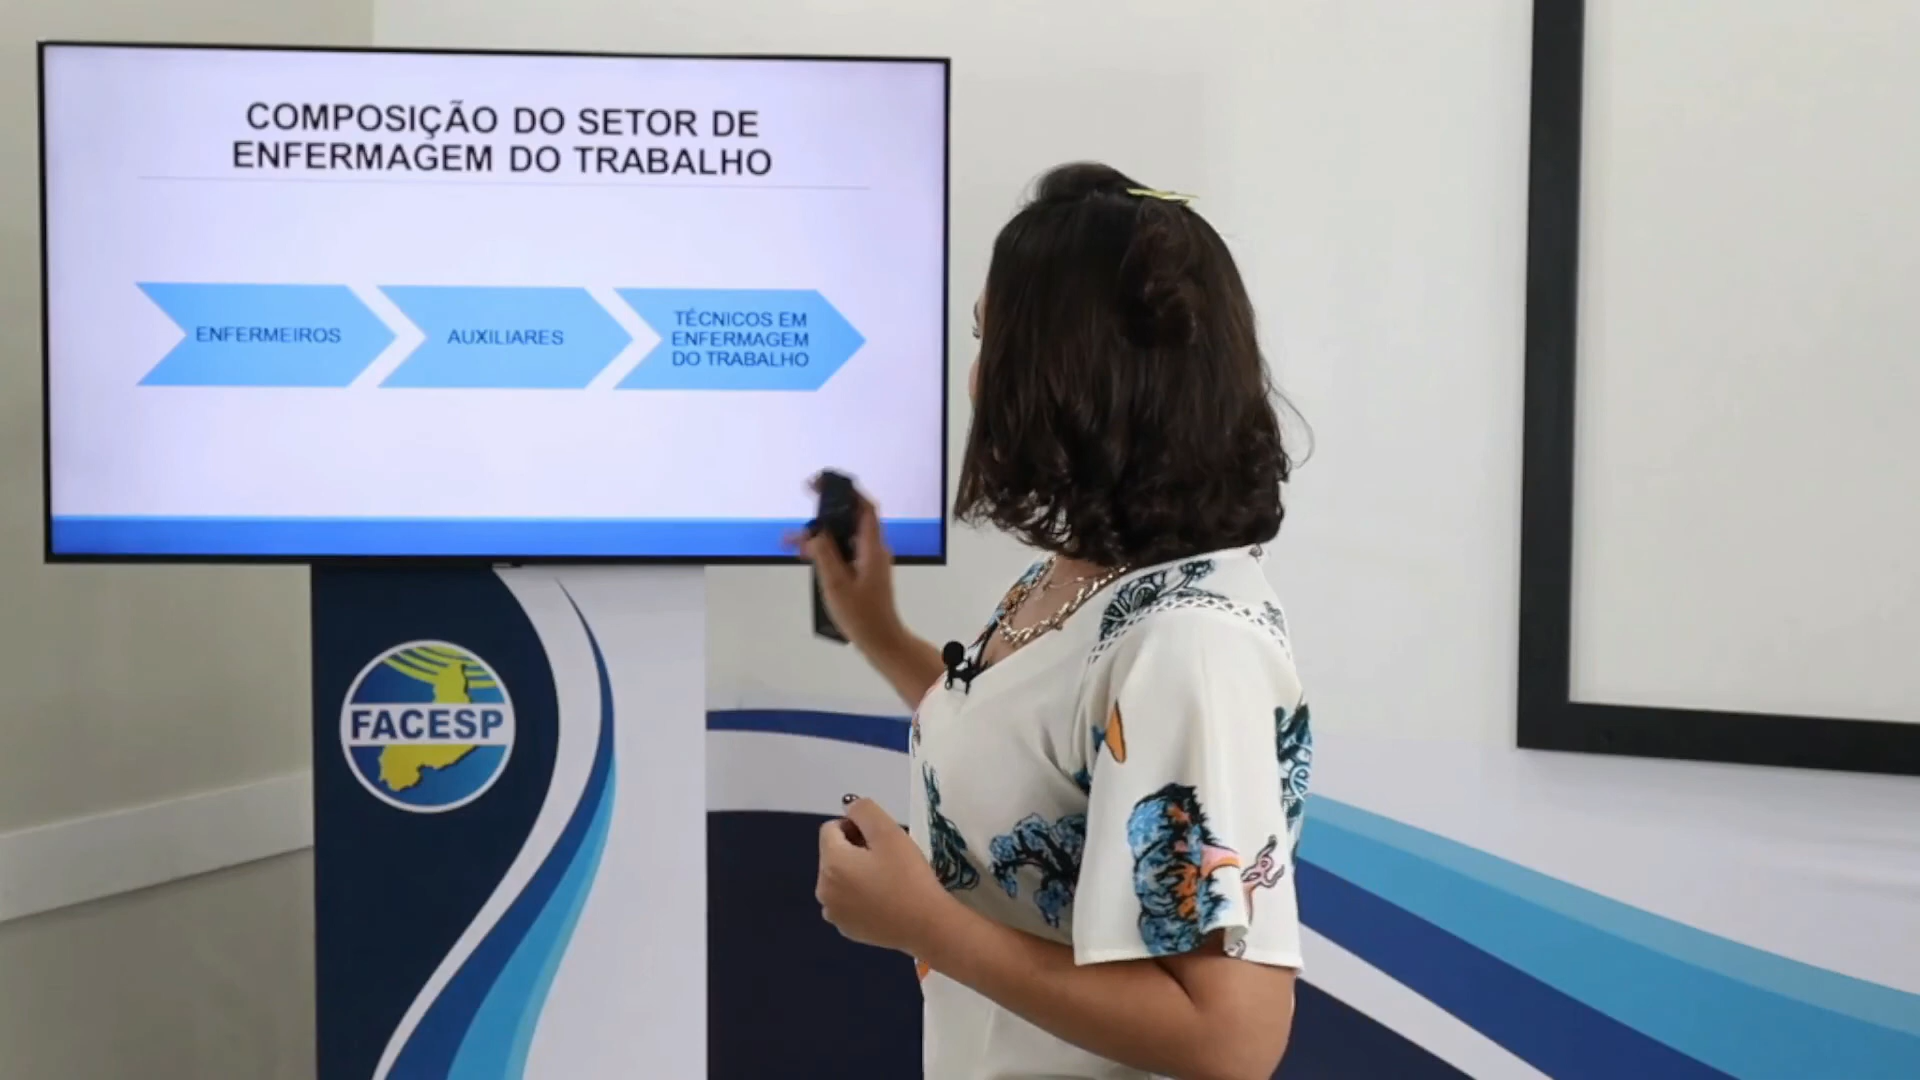 COMPOSIÇÃO DO SETOR DE
ENFERMAGEM DO TRABALHO
ENFERMEIROS
AUXILIARES
TÉCNICOS EM
ENFERMAGEM
DO TRABALHO
FACESP